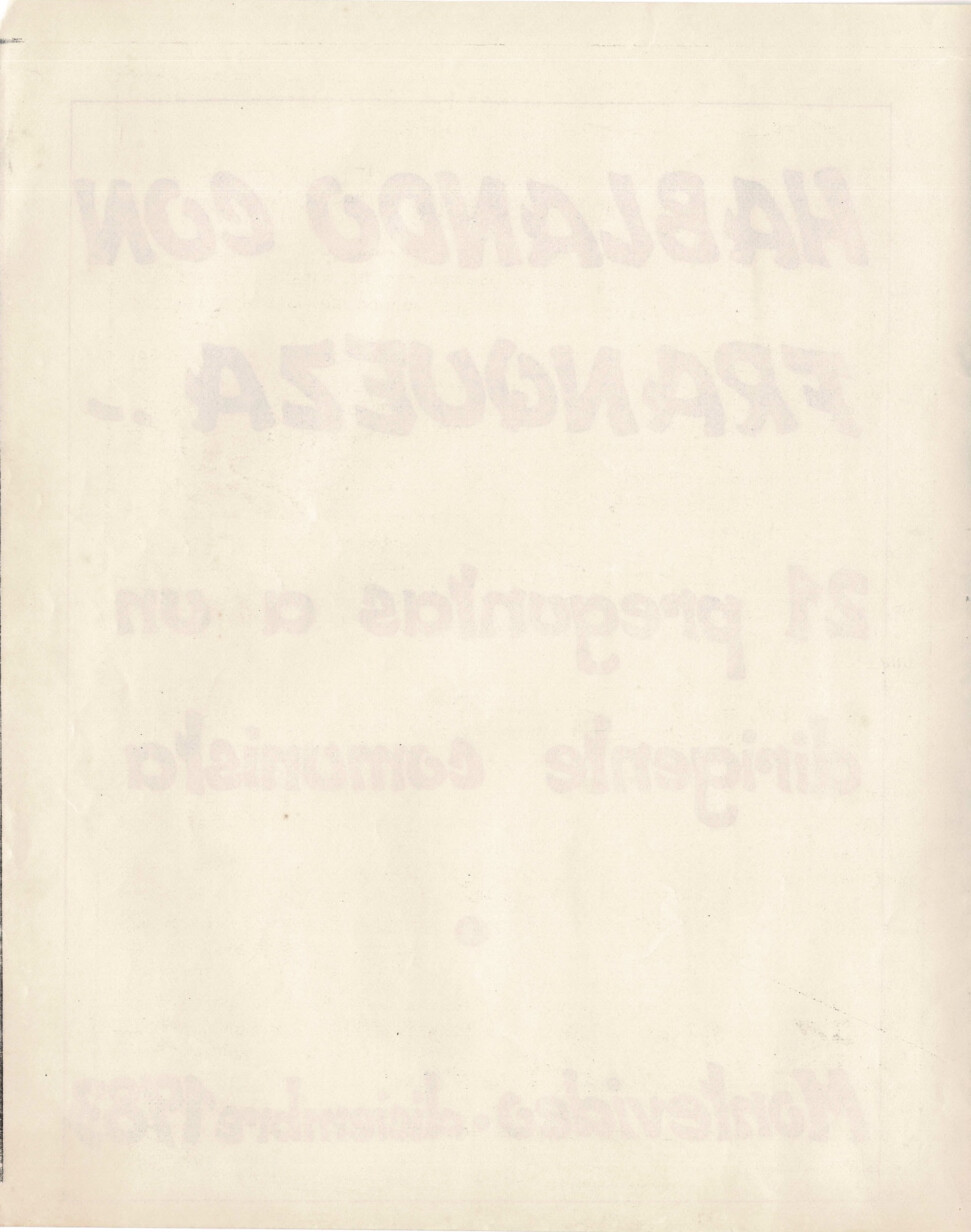 HABLANDO CON
FRANQUEZA ...
21 preguntas a un
dirigente comunista
Montevideo - diciembre